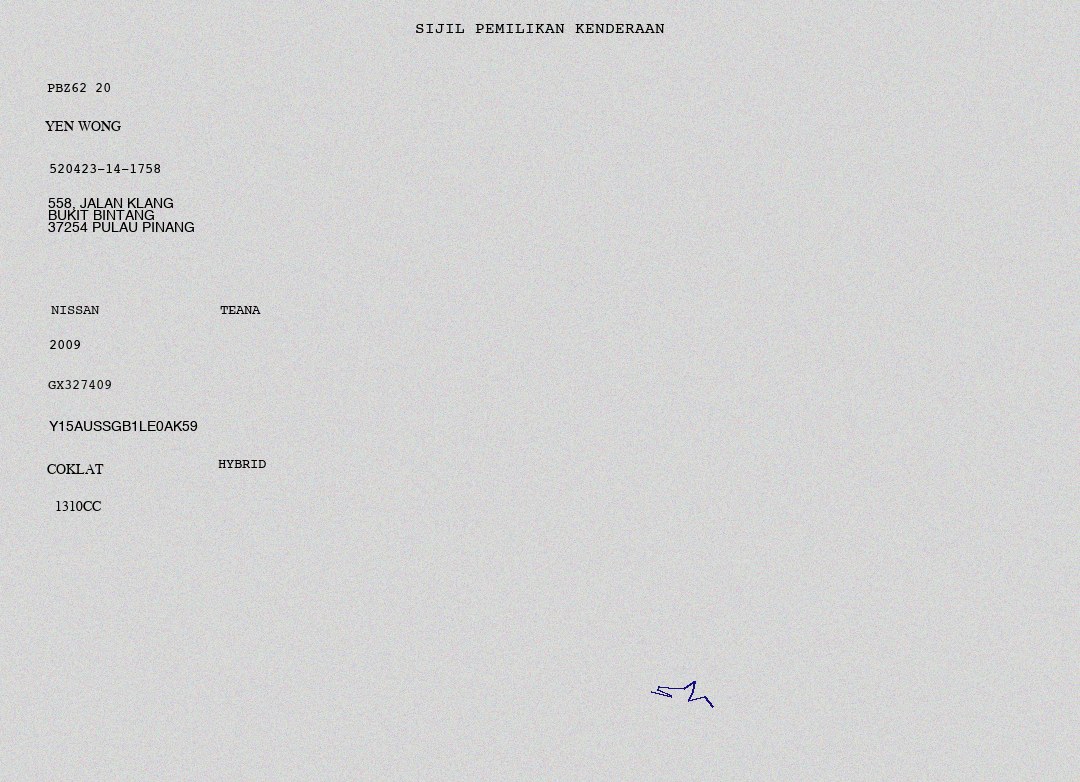 SIJIL PEMILIKAN KENDERAAN
PBZ62 20
YEN WONG
520423-14-1758
558, JALAN KLANG
BUKIT BINTANG
37254 PULAU PINANG
NISSAN TEANA
2009
GX327409
Y15AUSSGB1LE0AK59
COKLAT HYBRID
1310CC